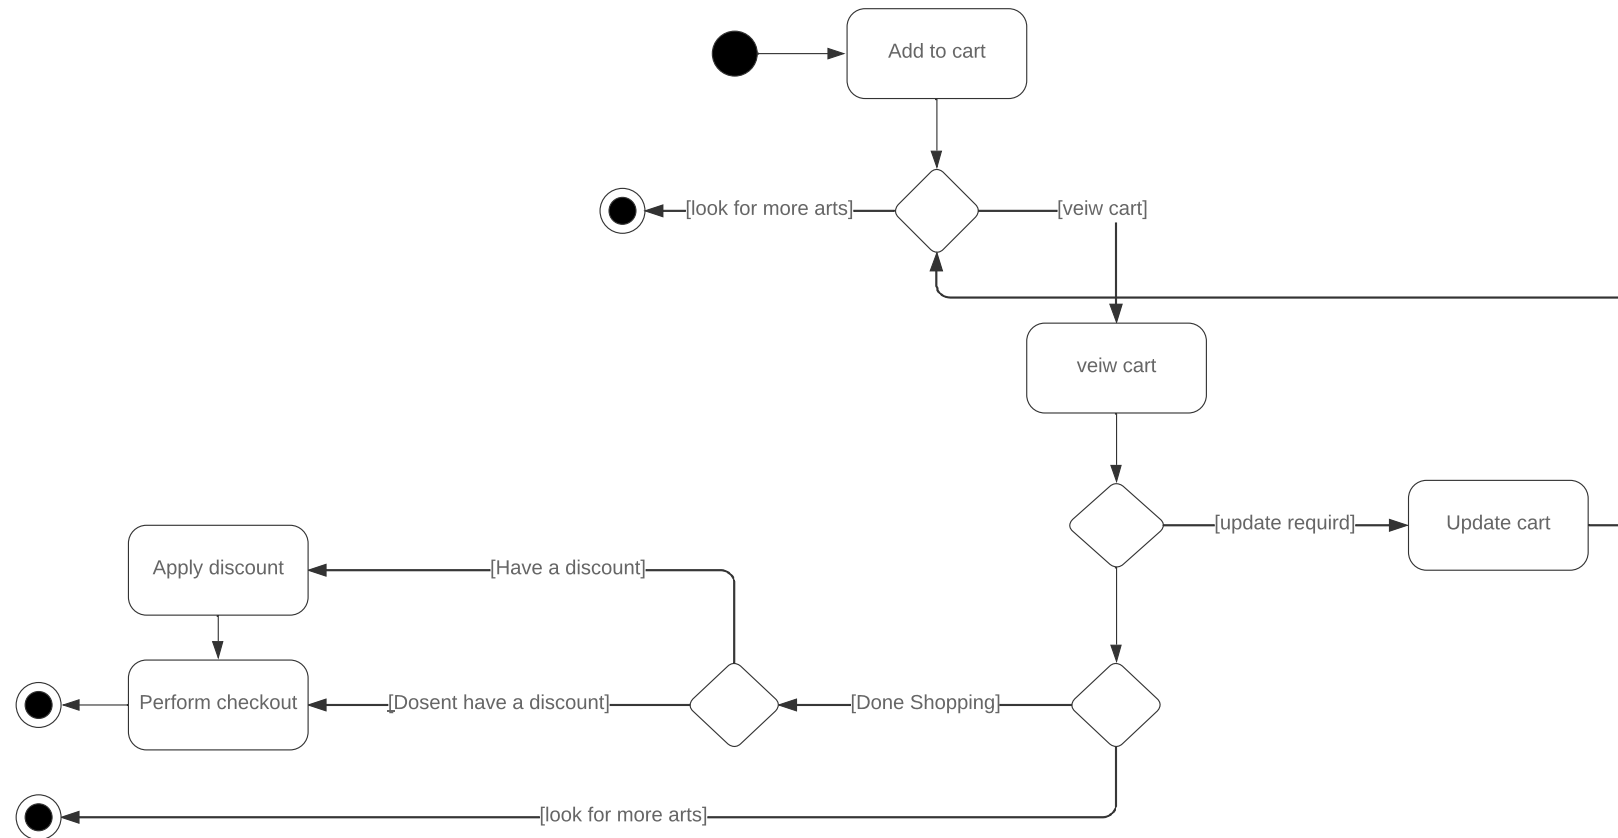 Add to cart
[look for more arts]
[veiw cart]
veiw cart
[update requird]
Update cart
Apply discount
[Have a discount]
Perform checkout
[Dosent have a discount]
[Done Shopping]
[look for more arts]